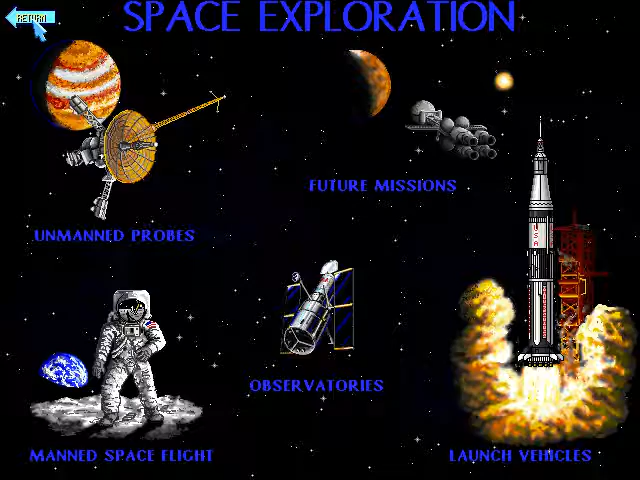 RETURN
SPACE EXPLORATION
FUTURE MISSIONS
UNMANNED PROBES
USA
OBSERVATORIES
MANNED SPACE FLIGHT
LAUNCH VEHICLES